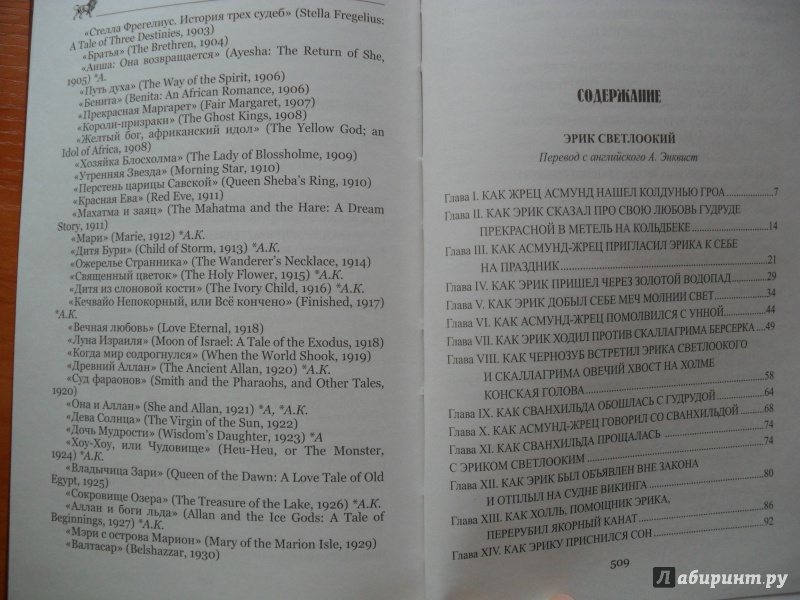 «Стелла Фрегелиус. История трех судеб» (Stella Fregelius:
A Tale of Three Destinies, 1903)
«Братья» (The Brethren, 1904)
«Аиша: Она возвращается» (Ayesha: The Return of She,
1905) *А.
«Путь духа» (The Way of the Spirit, 1906)
«Бенита» (Benita: An African Romance, 1906)
«Прекрасная Маргарет» (Fair Margaret, 1907)
«Короли-призраки» (The Ghost Kings, 1908)
«Желтый бог, африканский идол» (The Yellow God; an
Idol of Africa, 1908)
«Хозяйка Блосхолма» (The Lady of Blossholme, 1909)
«Утренняя Звезда» (Morning Star, 1910)
«Перстень царицы Савской» (Queen Sheba's Ring, 1910)
«Красная Ева» (Red Eve, 1911)
«Махатма и заяц» (The Mahatma and the Hare: A Dream
Story, 1911)
«Мари» (Marie, 1912) *А.К.
«Дитя Бури» (Child of Storm, 1913) *А.К.
«Ожерелье Странника» (The Wanderer's Necklace, 1914)
«Священный цветок» (The Holy Flower, 1915) *А.К.
«Дитя из слоновой кости» (The Ivory Child, 1916) *А.К.
«Кечвайо Непокорный, или Всё кончено» (Finished, 1917)
*А.К.
«Вечная любовь» (Love Eternal, 1918)
«Луна Израиля» (Moon of Israel: A Tale of the Exodus, 1918)
«Когда мир содрогнулся» (When the World Shook, 1919)
«Древний Аллан» (The Ancient Allan, 1920) *А.К.
«Суд фараонов» (Smith and the Pharaohs, and Other Tales,
1920)
«Она и Аллан» (She and Allan, 1921) *А, *А.К.
«Дева Солнца» (The Virgin of the Sun, 1922)
«Дочь Мудрости» (Wisdom's Daughter, 1923) *А
«Хоу-Хоу, или Чудовище» (Heu-Heu, or The Monster,
1924) *А.К.
«Владычица Зари» (Queen of the Dawn: A Love Tale of Old
Egypt, 1925)
«Сокровище Озера» (The Treasure of the Lake, 1926) *А.К.
«Аллан и боги льда» (Allan and the Ice Gods: A Tale of
Beginnings, 1927) *А.К.
«Мэри с острова Марион» (Mary of the Marion Isle, 1929)
«Валтасар» (Belshazzar, 1930)
СОДЕРЖАНИЕ
ЭРИК СВЕТЛООКИЙ
Перевод с английского А. Энквист
Глава I. КАК ЖРЕЦ АСМУНД НАШЕЛ КОЛДУНЬЮ ГРОА 7
Глава II. КАК ЭРИК СКАЗАЛ ПРО СВОЮ ЛЮБОВЬ ГУДРУДЕ
ПРЕКРАСНОЙ В МЕТЕЛЬ НА КОЛЬДБЕКЕ 14
Глава III. КАК АСМУНД-ЖРЕЦ ПРИГЛАСИЛ ЭРИКА К СЕБЕ
НА ПРАЗДНИК 21
Глава IV. КАК ЭРИК ПРИШЕЛ ЧЕРЕЗ ЗОЛОТОЙ ВОДОПАД 29
Глава V. КАК ЭРИК ДОБЫЛ СЕБЕ МЕЧ МОЛНИИ СВЕТ 34
Глава VI. КАК АСМУНД-ЖРЕЦ ПОМОЛВИЛСЯ С УННОЙ 44
Глава VII. КАК ЭРИК ХОДИЛ ПРОТИВ СКАЛЛАГРИМА БЕРСЕРКА 49
Глава VIII. КАК ЧЕРНОЗУБ ВСТРЕТИЛ ЭРИКА СВЕТЛООКОГО
И СКАЛЛАГРИМА ОВЕЧИЙ ХВОСТ НА ХОЛМЕ
КОНСКАЯ ГОЛОВА 58
Глава IX. КАК СВАНХИЛЬДА ОБОШЛАСЬ С ГУДРУДОЙ 64
Глава X. КАК АСМУНД-ЖРЕЦ ГОВОРИЛ СО СВАНХИЛЬДОЙ 68
Глава XI. КАК СВАНХИЛЬДА ПРОЩАЛАСЬ 74
С ЭРИКОМ СВЕТЛООКИМ 74
Глава XII. КАК ЭРИК БЫЛ ОБЪЯВЛЕН ВНЕ ЗАКОНА
И ОТПЛЫЛ НА СУДНЕ ВИКИНГА 80
Глава XIII. КАК ХОЛЛЬ, ПОМОЩНИК ЭРИКА,
ПЕРЕРУБИЛ ЯКОРНЫЙ КАНАТ 86
Глава XIV. КАК ЭРИКУ ПРИСНИЛСЯ СОН 92
509
Лабиринт.ру